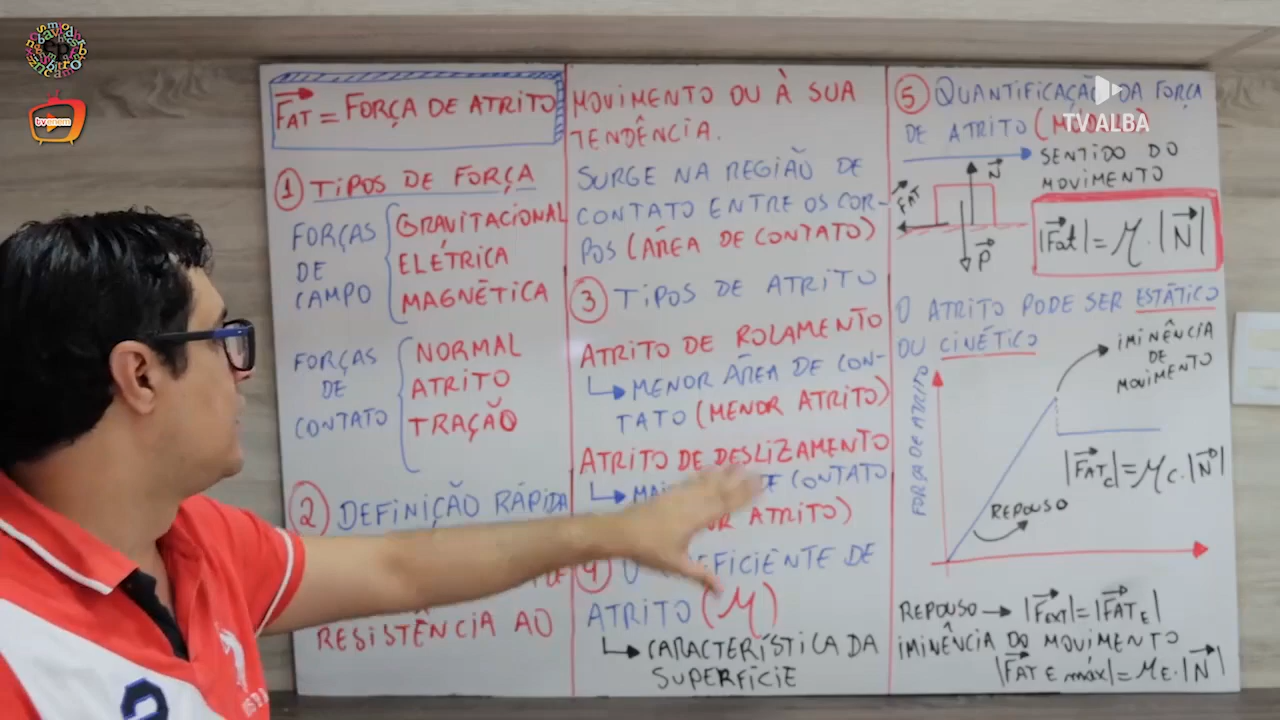 tvenem
TV ALBA
FAT = FORÇA DE ATRITO
1 TIPOS DE FORÇA
FORÇAS
DE
CAMPO
GRAVITACIONAL
ELÉTRICA
MAGNÉTICA
FORÇAS
DE
CONTATO
NORMAL
ATRITO
TRAÇÃO
2 DEFINIÇÃO RÁPIDA
DE
RESISTÊNCIA AO
MOVIMENTO OU À SUA
TENDÊNCIA.
SURGE NA REGIÃO DE
CONTATO ENTRE OS COR-
POS (ÁREA DE CONTATO)
3 TIPOS DE ATRITO
ATRITO DE ROLAMENTO
↳ MENOR ÁREA DE CON-
TATO (MENOR ATRITO)
ATRITO DE DESLIZAMENTO
DE CONTATO
ATRITO)
4 DE
ATRITO (μ)
↳ CARACTERÍSTICA DA
SUPERFÍCIE
5 QUANTIFICAÇÃO DA FORÇA
DE ATRITO
SENTIDO DO
MOVIMENTO
N
FAT
P
|Fat| = μ · |N|
O ATRITO PODE SER ESTÁTICO
OU CINÉTICO
IMINÊNCIA
DE
MOVIMENTO
FORÇA DE ATRITO
|FATc| = μc · |N|
REPOUSO
REPOUSO → |Fext| = |FATE|
IMINÊNCIA DO MOVIMENTO
|FATE máx| = μE · |N|